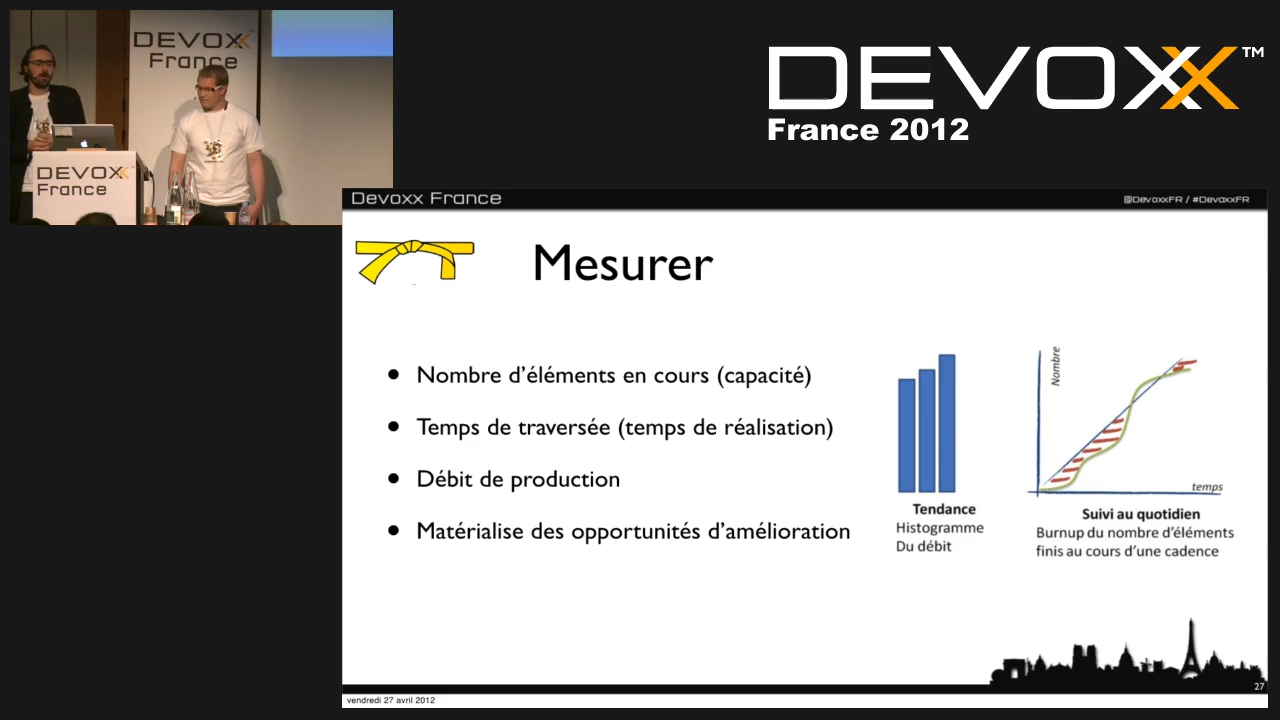 DEVOXX
France
DEVOXX
France
DEVOXX™
France 2012
Devoxx France
@DevoxxFR / #DevoxxFR
Mesurer
• Nombre d'éléments en cours (capacité)
• Temps de traversée (temps de réalisation)
• Débit de production
• Matérialise des opportunités d'amélioration
Tendance
Histogramme
Du débit
Nombre
temps
Suivi au quotidien
Burnup du nombre d'éléments
finis au cours d'une cadence
27
vendredi 27 avril 2012